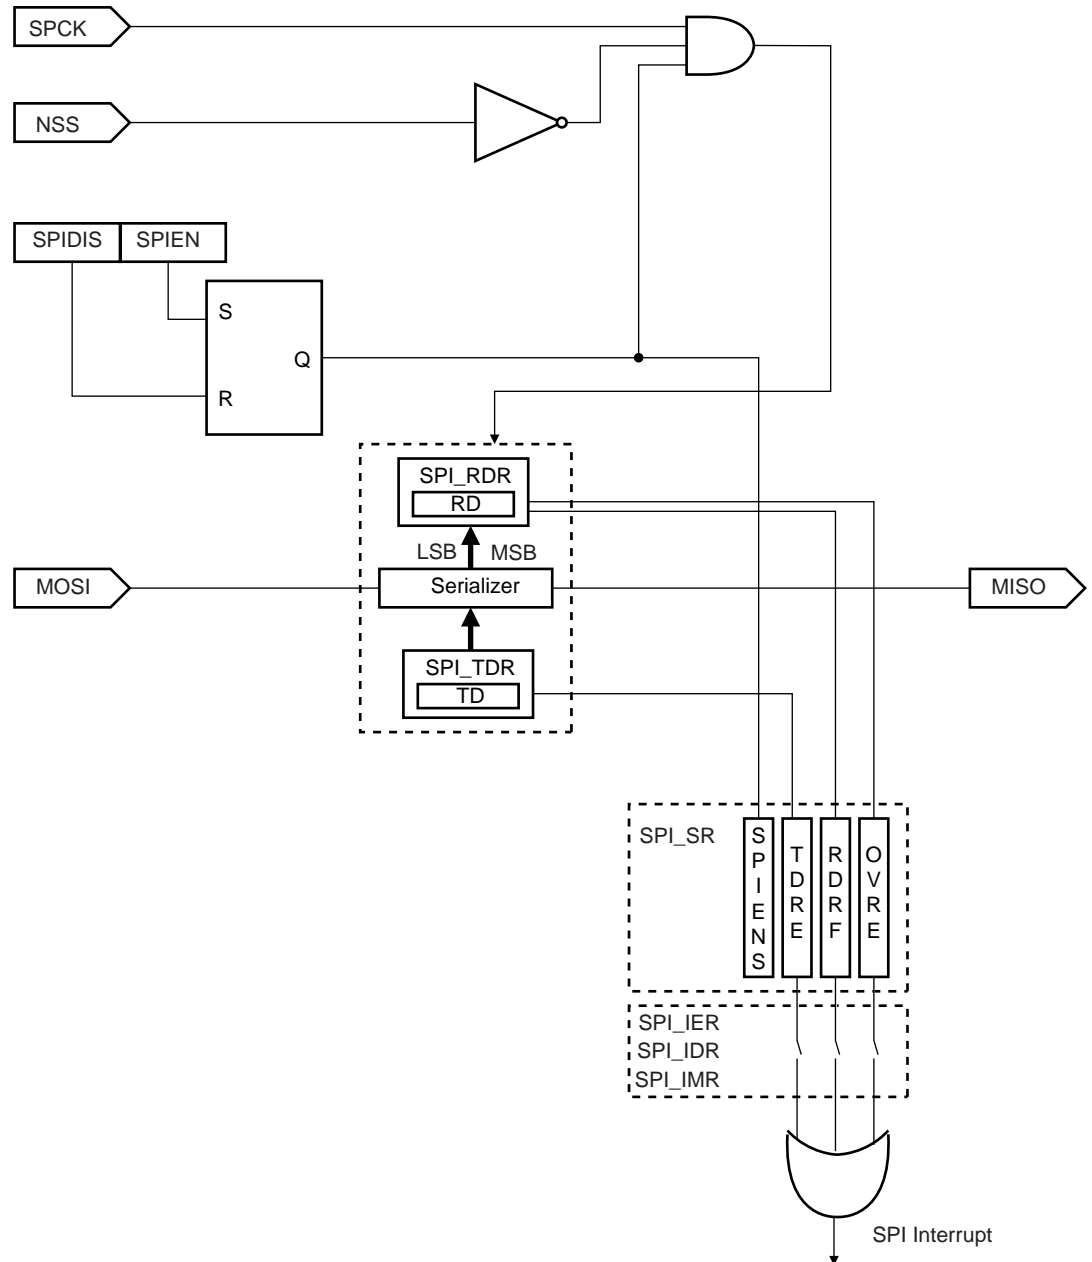 SPCK
NSS
SPIDIS SPIEN
S
Q
R
SPI_RDR
RD
LSB MSB
MOSI
Serializer
MISO
SPI_TDR
TD
SPI_SR
SPIENS
TDRE
RDRF
OVRE
SPI_IER
SPI_IDR
SPI_IMR
SPI Interrupt